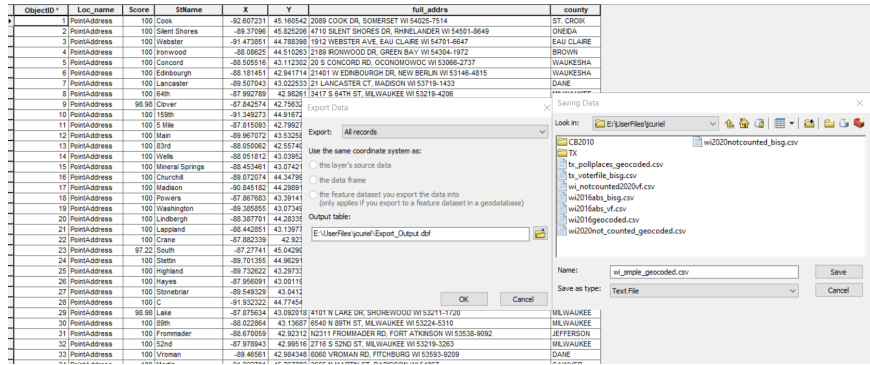 ObjectID * Loc_name Score StName X Y full_addrs county
1 PointAddress 100 Cook -92.607231 45.160542 2089 COOK DR, SOMERSET WI 54025-7514 ST. CROIX
2 PointAddress 100 Silent Shores -89.37096 45.825206 4710 SILENT SHORES DR, RHINELANDER WI 54501-8649 ONEIDA
3 PointAddress 100 Webster -91.473851 44.788398 1912 WEBSTER AVE, EAU CLAIRE WI 54701-6647 EAU CLAIRE
4 PointAddress 100 Ironwood -88.08625 44.510263 2189 IRONWOOD DR, GREEN BAY WI 54304-1972 BROWN
5 PointAddress 100 Concord -88.505516 43.112302 20 S CONCORD RD, OCONOMOWOC WI 53066-2737 WAUKESHA
6 PointAddress 100 Edinbourgh -88.181451 42.941714 21401 W EDINBOURGH DR, NEW BERLIN WI 53146-4815 WAUKESHA
7 PointAddress 100 Lancaster -89.507043 43.022533 21 LANCASTER CT, MADISON WI 53719-1433 DANE
8 PointAddress 100 64th -87.992789 42.98261 3417 S 64TH ST, MILWAUKEE WI 53219-4206
9 PointAddress 98.98 Clover -87.842574 42.75632
10 PointAddress 100 159th -91.349273 44.91672
11 PointAddress 100 5 Mile -87.815093 42.79927
12 PointAddress 100 Main -89.967072 43.53258
13 PointAddress 100 83rd -88.050062 42.55740
14 PointAddress 100 Wells -88.051812 43.03952
15 PointAddress 100 Mineral Springs -88.453461 43.07421
16 PointAddress 100 Churchill -89.072074 44.34799
17 PointAddress 100 Madison -90.845182 44.29891
18 PointAddress 100 Powers -87.867683 43.39141
19 PointAddress 100 Washington -89.385855 43.07349
20 PointAddress 100 Lindbergh -88.387701 44.28335
21 PointAddress 100 Lappland -88.442851 43.13977
22 PointAddress 100 Crane -87.882339 42.923
23 PointAddress 97.22 South -87.27741 45.04290
24 PointAddress 100 Stettin -89.701355 44.96291
25 PointAddress 100 Highland -89.732622 43.29733
26 PointAddress 100 Hayes -87.956091 43.00119
27 PointAddress 100 Stonebriar -89.549329 43.0412
28 PointAddress 100 C -91.932322 44.77454
29 PointAddress 98.98 Lake -87.875634 43.092018 4101 N LAKE DR, SHOREWOOD WI 53211-1720 MILWAUKEE
30 PointAddress 100 89th -88.022864 43.13687 6540 N 89TH ST, MILWAUKEE WI 53224-5310 MILWAUKEE
31 PointAddress 100 Frommader -88.670059 42.92312 N2311 FROMMADER RD, FORT ATKINSON WI 53538-9092 JEFFERSON
32 PointAddress 100 52nd -87.978943 42.99516 2716 S 52ND ST, MILWAUKEE WI 53219-3263 MILWAUKEE
33 PointAddress 100 Vroman -89.46561 42.984348 6060 VROMAN RD, FITCHBURG WI 53593-9209 DANE
Export Data
Export: All records
Use the same coordinate system as:
this layer's source data
the data frame
the feature dataset you export the data into
(only applies if you export to a feature dataset in a geodatabase)
Output table:
E:\UserFiles\jcuriel\Export_Output.dbf
OK Cancel
Saving Data
Look in: E:\UserFiles\jcuriel
CB2010 wi2020notcounted_bisg.csv
TX
tx_pollplaces_geocoded.csv
tx_voterfile_bisg.csv
wi_notcounted2020vf.csv
wi2016abs_bisg.csv
wi2016abs_vf.csv
wi2016geocoded.csv
wi2020not_counted_geocoded.csv
Name: wi_smple_geocoded.csv Save
Save as type: Text File Cancel